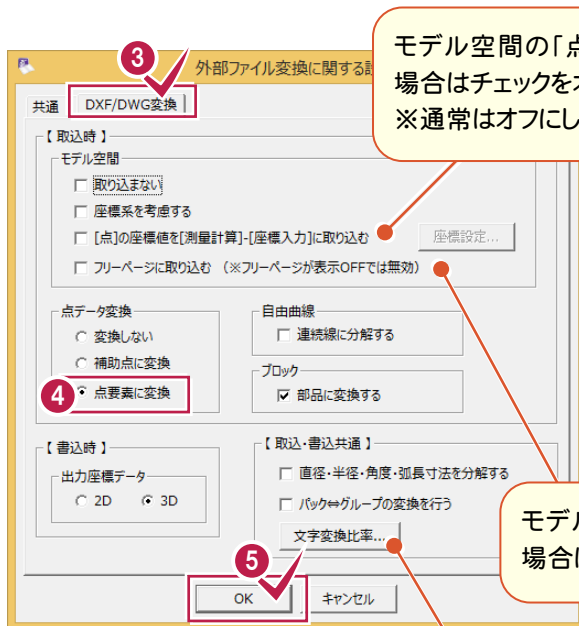 モデル空間の「点
場合はチェックを
※通常はオフにし
3
外部ファイル変換に関する
共通 DXF/DWG変換
【 取込時 】
モデル空間
取り込まない
座標系を考慮する
[点]の座標値を[測量計算]-[座標入力]に取り込む 座標設定...
フリーページに取り込む (※フリーページが表示OFFでは無効)
点データ変換
変換しない
補助点に変換
4 点要素に変換
自由曲線
連続線に分解する
ブロック
部品に変換する
【 書込時 】
出力座標データ
2D 3D
【 取込・書込共通 】
直径・半径・角度・弧長寸法を分解する
パック⇔グループの変換を行う
文字変換比率...
モデル
場合は
5
OK キャンセル